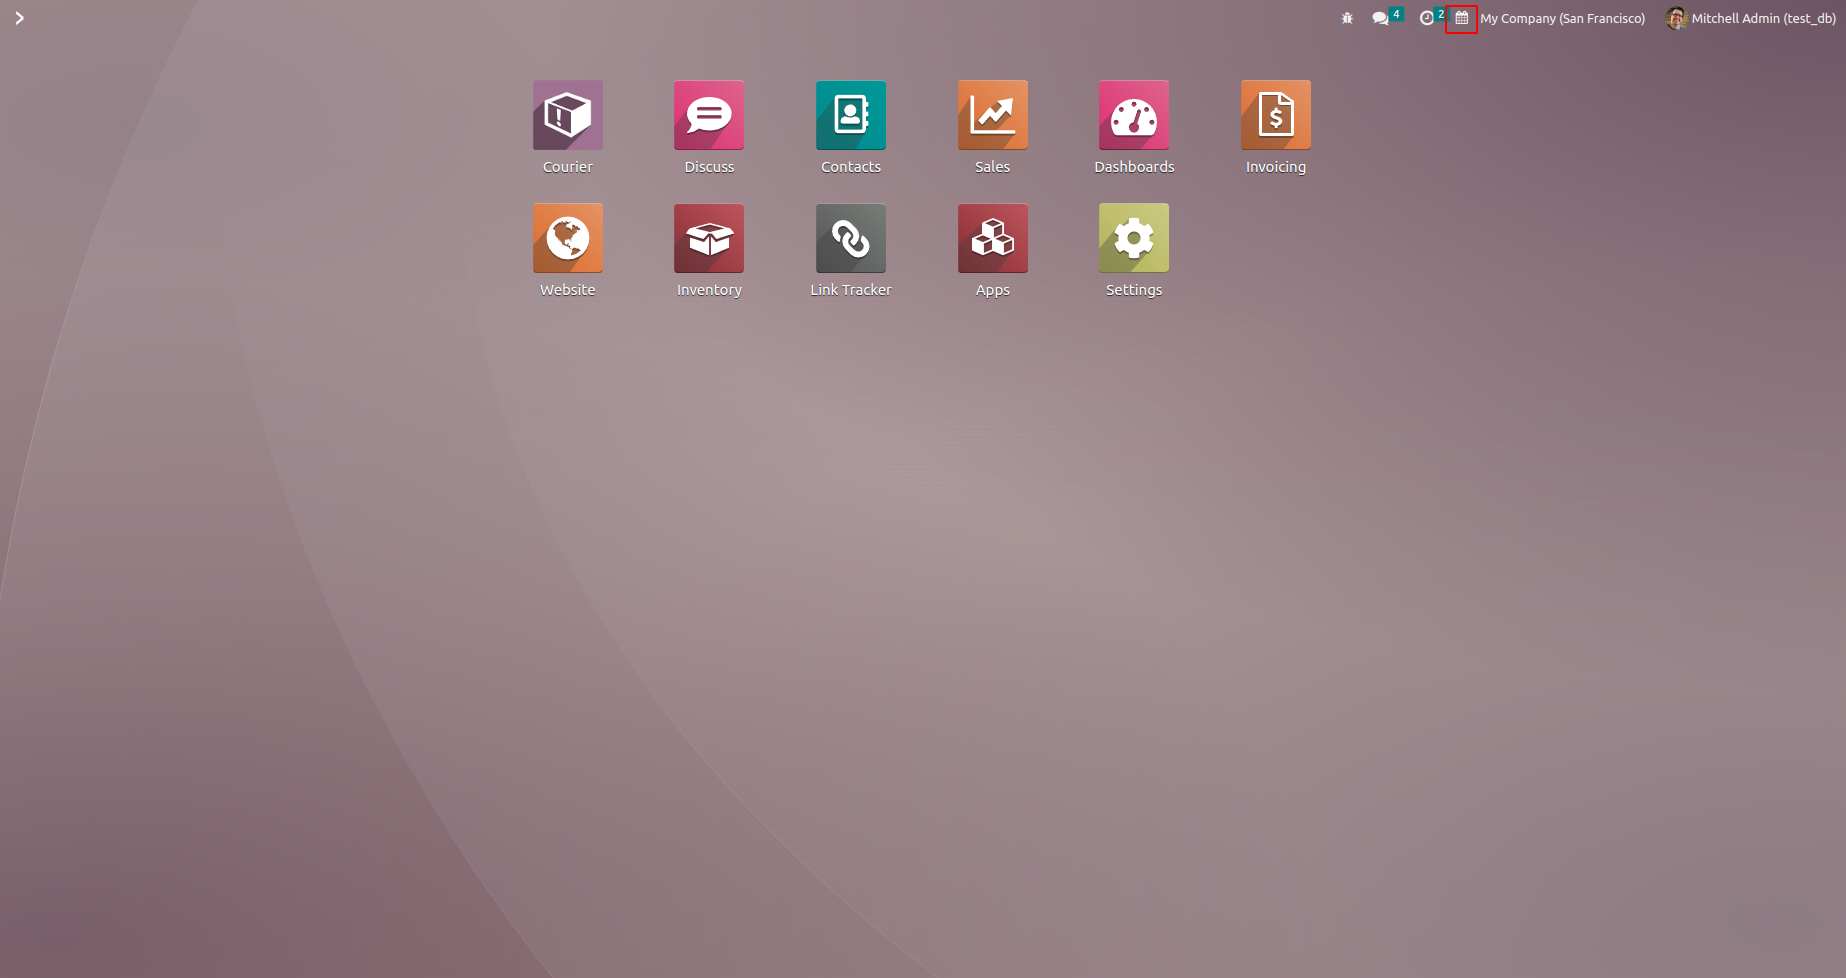 4 2 My Company (San Francisco) Mitchell Admin (test_db)
Courier Discuss Contacts Sales Dashboards Invoicing
Website Inventory Link Tracker Apps Settings